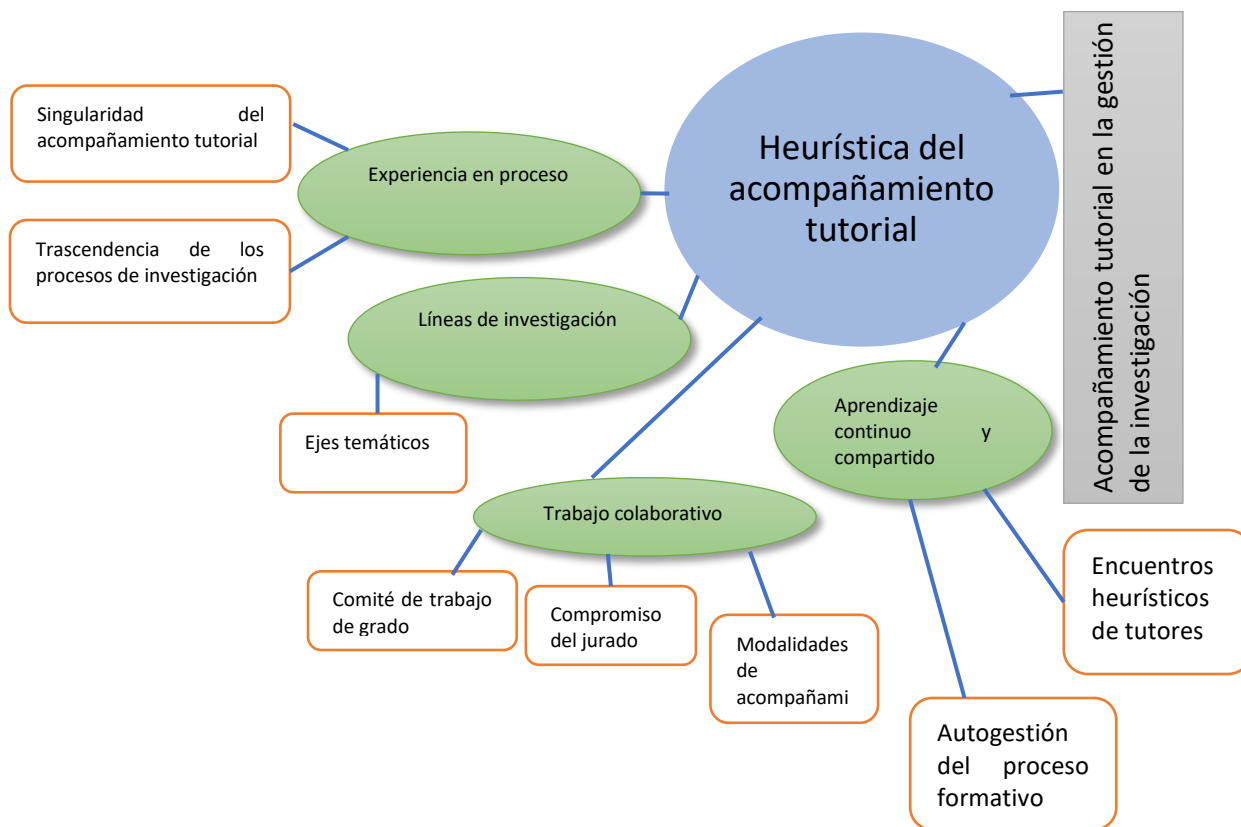 Heurística del
acompañamiento
tutorial
Acompañamiento tutorial en la gestión
de la investigación
Singularidad del
acompañamiento tutorial
Experiencia en proceso
Trascendencia de los
procesos de investigación
Líneas de investigación
Ejes temáticos
Aprendizaje
continuo y
compartido
Trabajo colaborativo
Comité de trabajo
de grado
Compromiso
del jurado
Modalidades
de
acompañami
Encuentros
heurísticos
de tutores
Autogestión
del proceso
formativo